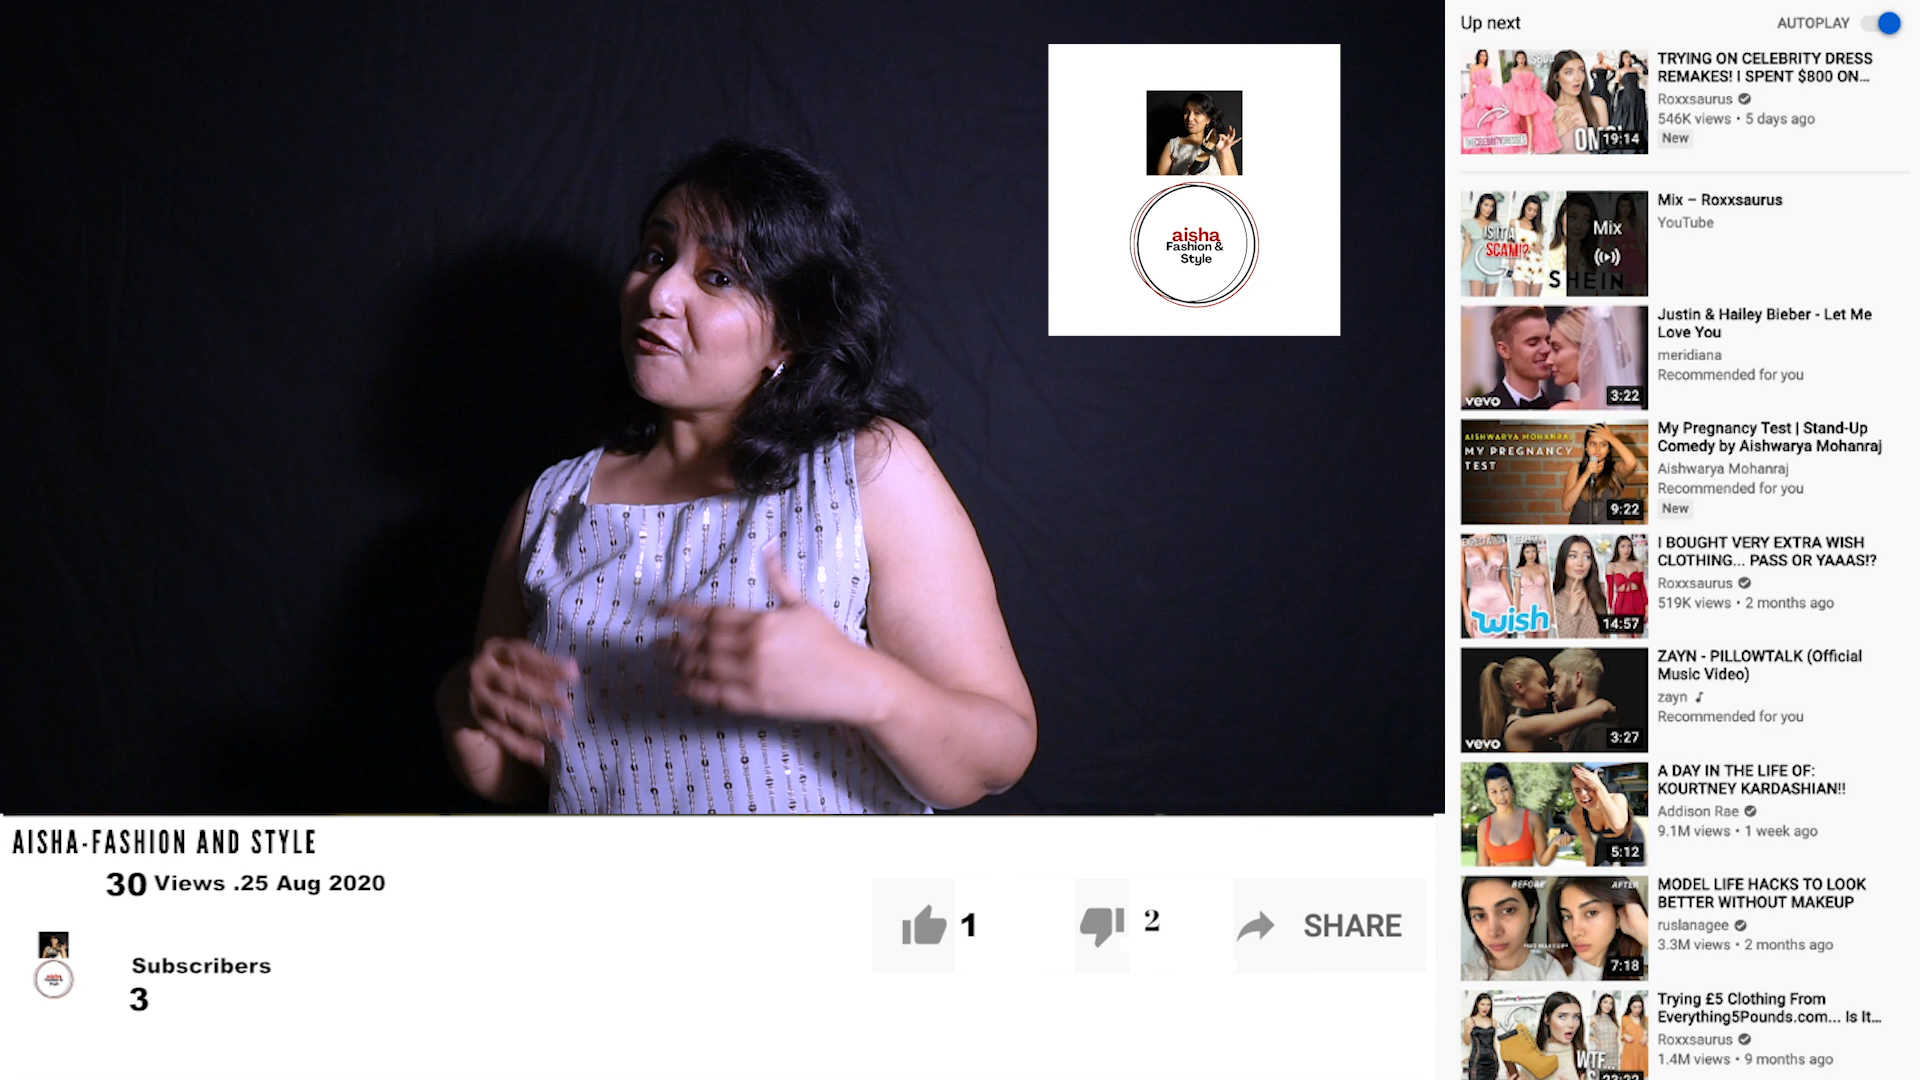 aisha
Fashion &
Style
AISHA-FASHION AND STYLE
30 Views .25 Aug 2020
Subscribers
3
1
2
SHARE
Up next
AUTOPLAY
19:14
TRYING ON CELEBRITY DRESS
REMAKES! I SPENT $800 ON...
Roxxsaurus
546K views • 5 days ago
New
IS IT A
SCAM!?
SHEIN
Mix
Mix – Roxxsaurus
YouTube
vevo
3:22
Justin & Hailey Bieber - Let Me
Love You
meridiana
Recommended for you
AISHWARYA MOHANRAJ
MY PREGNANCY
TEST
9:22
My Pregnancy Test | Stand-Up
Comedy by Aishwarya Mohanraj
Aishwarya Mohanraj
Recommended for you
New
wish
14:57
I BOUGHT VERY EXTRA WISH
CLOTHING... PASS OR YAAAS!?
Roxxsaurus
519K views • 2 months ago
vevo
3:27
ZAYN - PILLOWTALK (Official
Music Video)
zayn
Recommended for you
5:12
A DAY IN THE LIFE OF:
KOURTNEY KARDASHIAN!!
Addison Rae
9.1M views • 1 week ago
BEFORE
AFTER
"NO MAKEUP"
7:18
MODEL LIFE HACKS TO LOOK
BETTER WITHOUT MAKEUP
ruslanagee
3.3M views • 2 months ago
WTF..
Trying £5 Clothing From
Everything5Pounds.com... Is It...
Roxxsaurus
1.4M views • 9 months ago